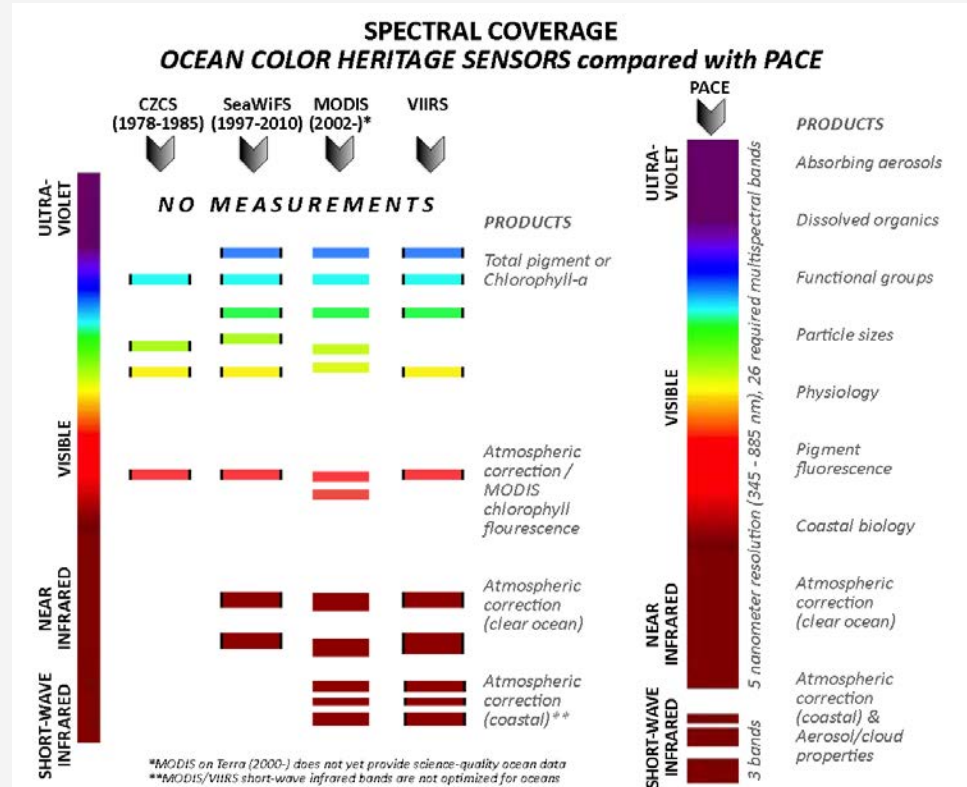 SPECTRAL COVERAGE
OCEAN COLOR HERITAGE SENSORS compared with PACE
CZCS
(1978-1985)
SeaWiFS
(1997-2010)
MODIS
(2002-)*
VIIRS
ULTRA-
VIOLET
VISIBLE
NEAR
INFRARED
SHORT-WAVE
INFRARED
NO MEASUREMENTS
PRODUCTS
Total pigment or
Chlorophyll-a
Atmospheric
correction /
MODIS
chlorophyll
flourescence
Atmospheric
correction
(clear ocean)
Atmospheric
correction
(coastal)**
*MODIS on Terra (2000-) does not yet provide science-quality ocean data
**MODIS/VIIRS short-wave infrared bands are not optimized for oceans
PACE
ULTRA-
VIOLET
VISIBLE
NEAR
INFRARED
SHORT-WAVE
INFRARED
5 nanometer resolution (345 - 885 nm), 26 required multispectral bands
3 bands
PRODUCTS
Absorbing aerosols
Dissolved organics
Functional groups
Particle sizes
Physiology
Pigment
fluorescence
Coastal biology
Atmospheric
correction
(clear ocean)
Atmospheric
correction
(coastal) &
Aerosol/cloud
properties